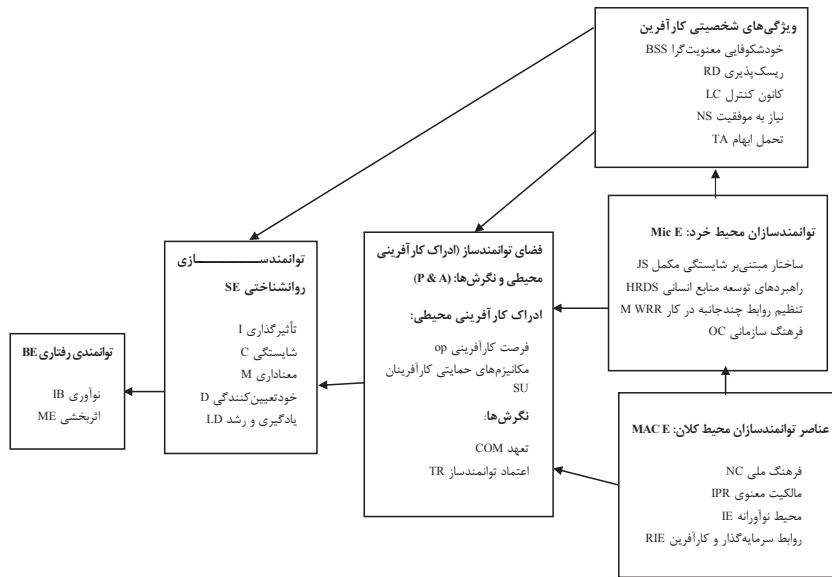 ویژگی‌های شخصیتی کارآفرین
خودشکوفایی معنویت‌گرا BSS
ریسک‌پذیری RD
کانون کنترل LC
نیاز به موفقیت NS
تحمل ابهام TA
توانمندسازان محیط خرد: Mic E
ساختار مبتنی‌بر شایستگی مکمل JS
راهبردهای توسعه منابع انسانی HRDS
تنظیم روابط چندجانبه در کار M WRR
فرهنگ سازمانی OC
عناصر توانمندسازان محیط کلان: MAC E
فرهنگ ملی NC
مالکیت معنوی IPR
محیط نوآورانه IE
روابط سرمایه‌گذار و کارآفرین RIE
فضای توانمندساز (ادراک کارآفرینی
محیطی و نگرش‌ها: (P & A)
ادراک کارآفرینی محیطی:
فرصت کارآفرینی op
مکانیزم‌های حمایتی کارآفرینان
SU
نگرش‌ها:
تعهد COM
اعتماد توانمندساز TR
توانمندســـــــــازی
روانشناختی SE
تأثیرگذاری I
شایستگی C
معناداری M
خودتعیین‌کنندگی D
یادگیری و رشد LD
توانمندی رفتاری BE
نوآوری IB
اثربخشی ME